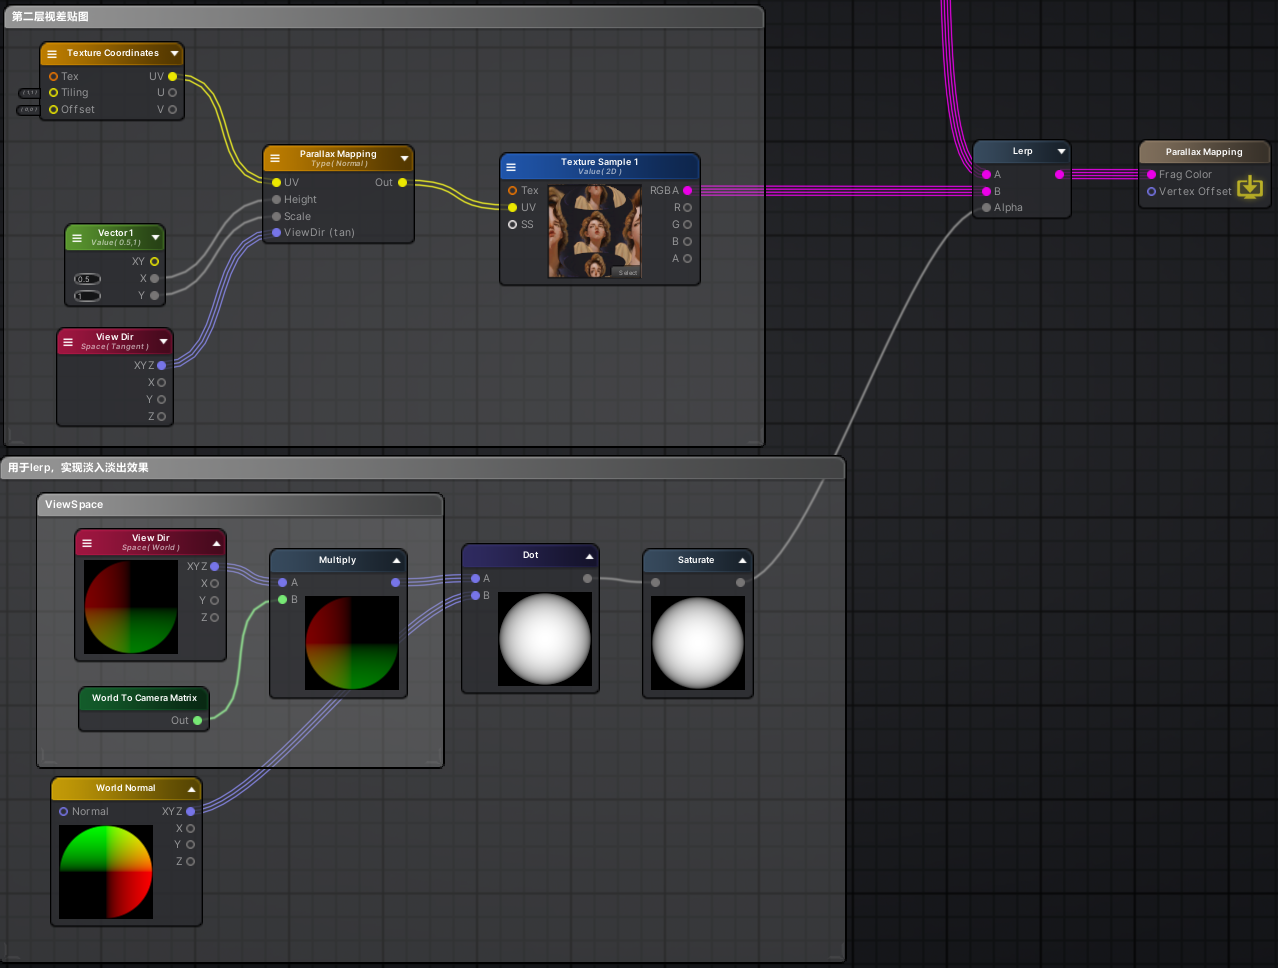 第二层视差贴图
Texture Coordinates
Tex
UV
Tiling
U
Offset
V
Parallax Mapping
Type( Normal )
UV
Out
Height
Scale
ViewDir (tan)
Texture Sample 1
Value( 2D )
Tex
RGBA
UV
R
SS
G
B
A
Select
Vector1
Value( 0.5,1 )
XY
0.5
X
1
Y
View Dir
Space( Tangent )
XYZ
X
Y
Z
Lerp
A
B
Alpha
Parallax Mapping
Frag Color
Vertex Offset
用于lerp，实现淡入淡出效果
ViewSpace
View Dir
Space( World )
XYZ
X
Y
Z
World To Camera Matrix
Out
Multiply
A
B
Dot
A
B
Saturate
World Normal
Normal
XYZ
X
Y
Z